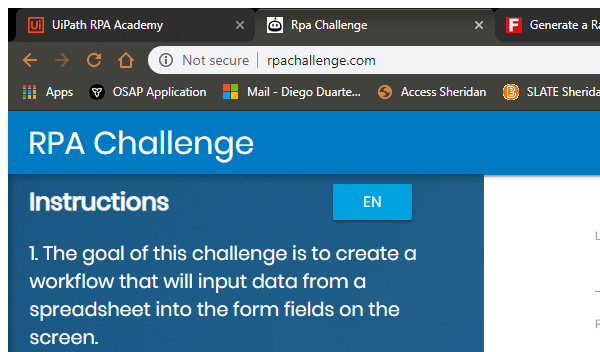 UiPath RPA Academy
Rpa Challenge
Generate a Ra
Not secure
rpachallenge.com
Apps
OSAP Application
Mail - Diego Duarte...
Access Sheridan
SLATE Sherida
RPA Challenge
Instructions
EN
1. The goal of this challenge is to create a
workflow that will input data from a
spreadsheet into the form fields on the
screen.